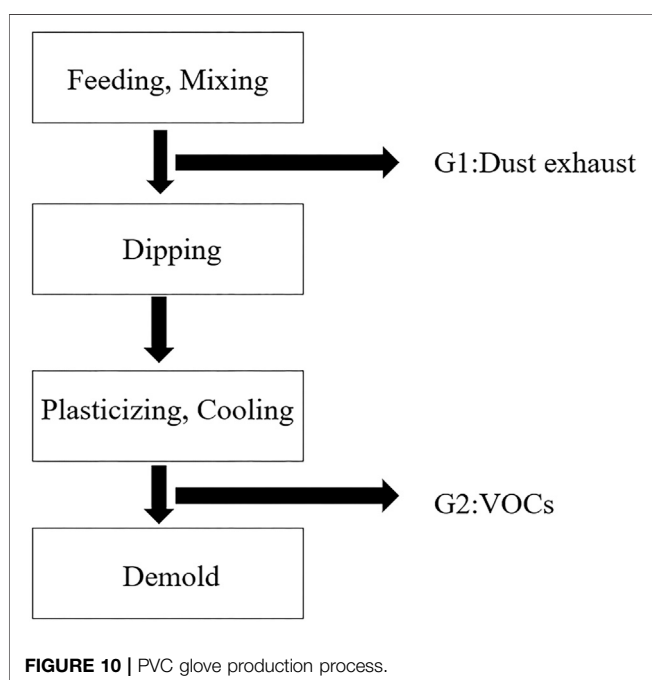 Feeding, Mixing
G1:Dust exhaust
Dipping
Plasticizing, Cooling
G2:VOCs
Demold
FIGURE 10 | PVC glove production process.